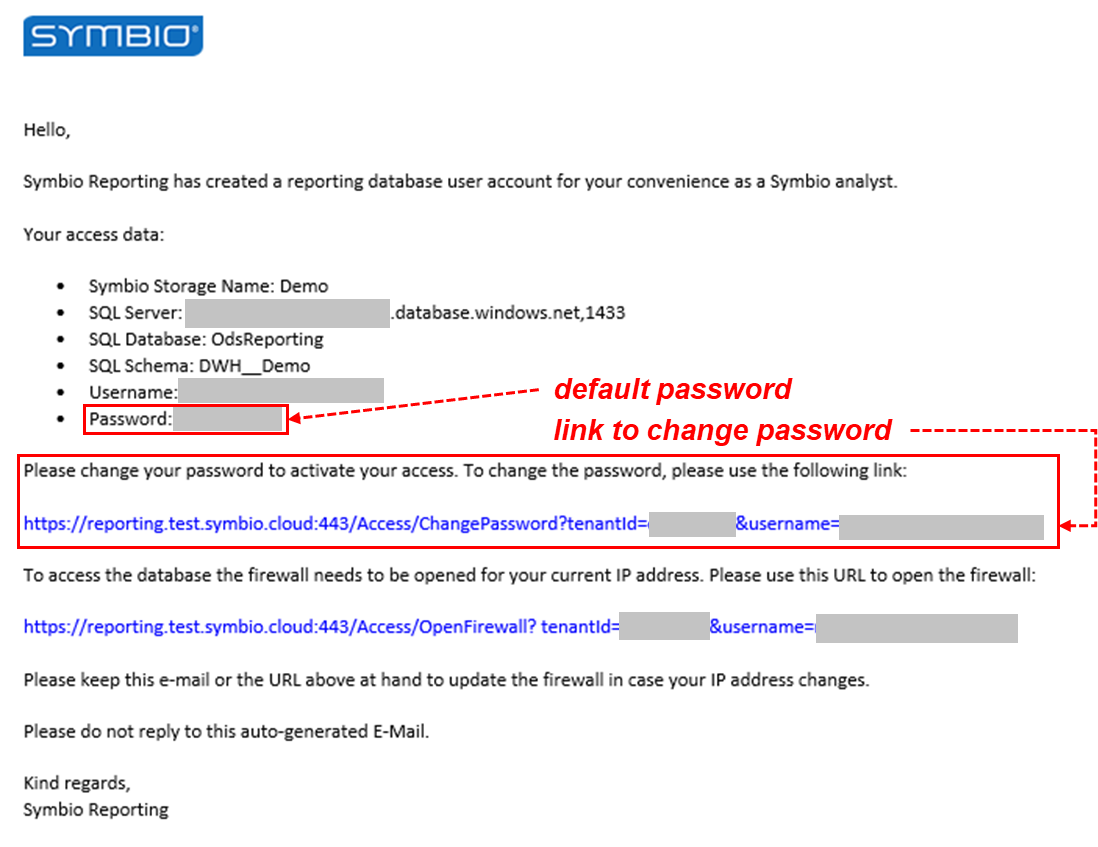 SYMBIO®
Hello,
Symbio Reporting has created a reporting database user account for your convenience as a Symbio analyst.
Your access data:
• Symbio Storage Name: Demo
• SQL Server: .database.windows.net,1433
• SQL Database: OdsReporting
• SQL Schema: DWH__Demo
• Username:
default password
• Password:
link to change password
Please change your password to activate your access. To change the password, please use the following link:
https://reporting.test.symbio.cloud:443/Access/ChangePassword?tenantId= &username=
To access the database the firewall needs to be opened for your current IP address. Please use this URL to open the firewall:
https://reporting.test.symbio.cloud:443/Access/OpenFirewall? tenantId= &username=
Please keep this e-mail or the URL above at hand to update the firewall in case your IP address changes.
Please do not reply to this auto-generated E-Mail.
Kind regards,
Symbio Reporting